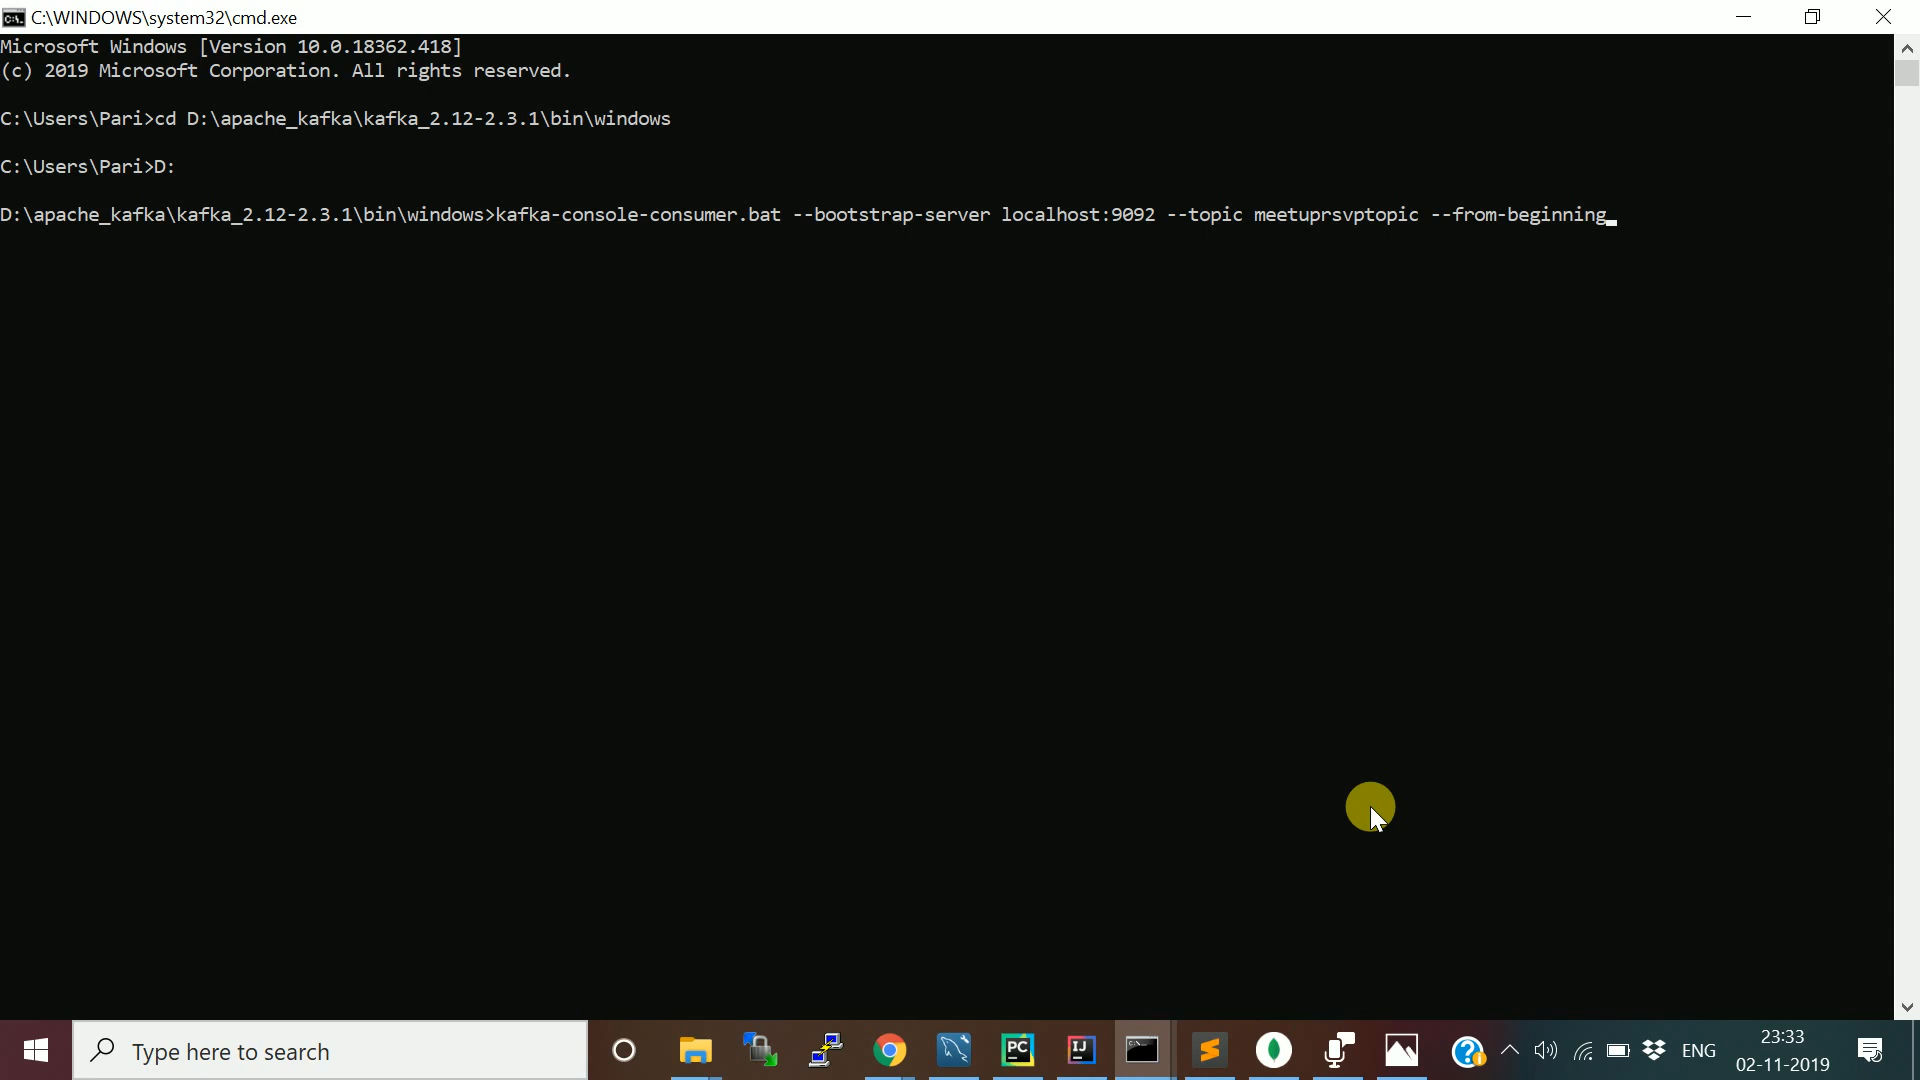 C:\WINDOWS\system32\cmd.exe
Microsoft Windows [Version 10.0.18362.418]
(c) 2019 Microsoft Corporation. All rights reserved.
C:\Users\Pari>cd D:\apache_kafka\kafka_2.12-2.3.1\bin\windows
C:\Users\Pari>D:
D:\apache_kafka\kafka_2.12-2.3.1\bin\windows>kafka-console-consumer.bat --bootstrap-server localhost:9092 --topic meetuprsvptopic --from-beginning
Type here to search
PC
IJ
ENG
23:33
02-11-2019